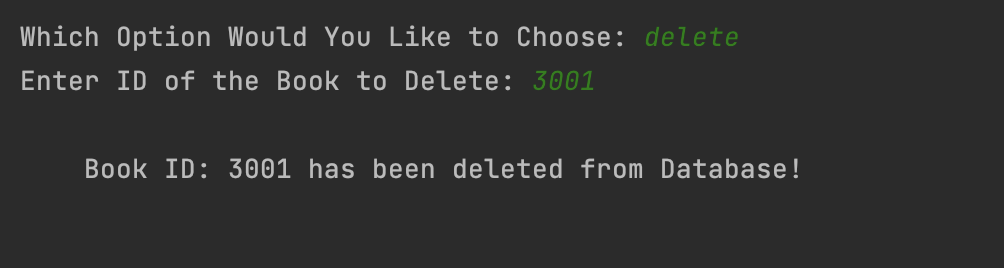 Which Option Would You Like to Choose: delete
Enter ID of the Book to Delete: 3001
Book ID: 3001 has been deleted from Database!